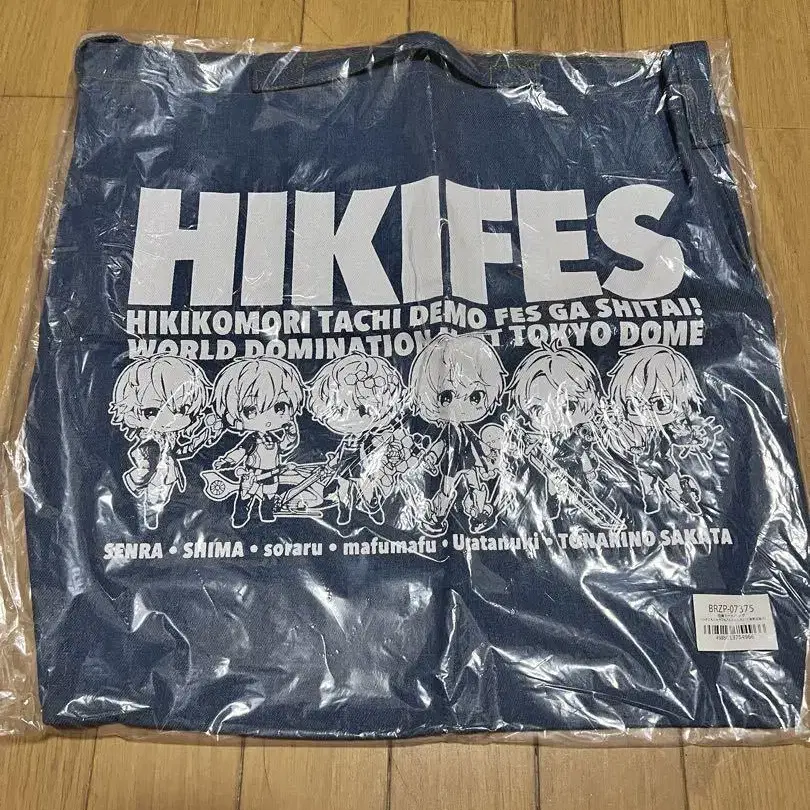 HIKIFES
HIKIKOMORI TACHI DEMO FES GA SHITAI!
WORLD DOMINATION TOKYO DOME
SENRA • SHIMA • soraru • mafumafu • Uratanuki • TONARINO SAKATA
BRZP-07375